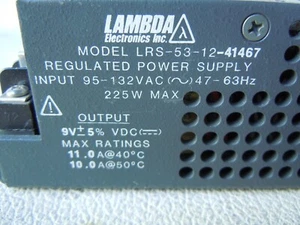 LAMBDA
Electronics Inc.
MODEL LRS-53-12-41467
REGULATED POWER SUPPLY
INPUT 95-132VAC(∿)47-63Hz
225W MAX
OUTPUT
9V±5% VDC(⎓)
MAX RATINGS
11.0A@40°C
10.0A@50°C